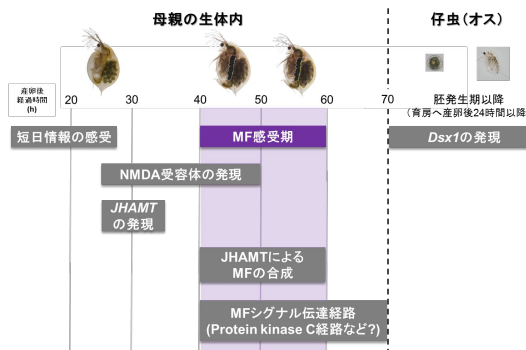 母親の生体内
仔虫(オス)
産卵後
経過時間
(h)
20
30
40
50
60
70
胚発生期以降
(育房へ産卵後24時間以降
短日情報の感受
MF感受期
Dsx1の発現
NMDA受容体の発現
JHAMT
の発現
JHAMTによる
MFの合成
MFシグナル伝達経路
(Protein kinase C経路など?)